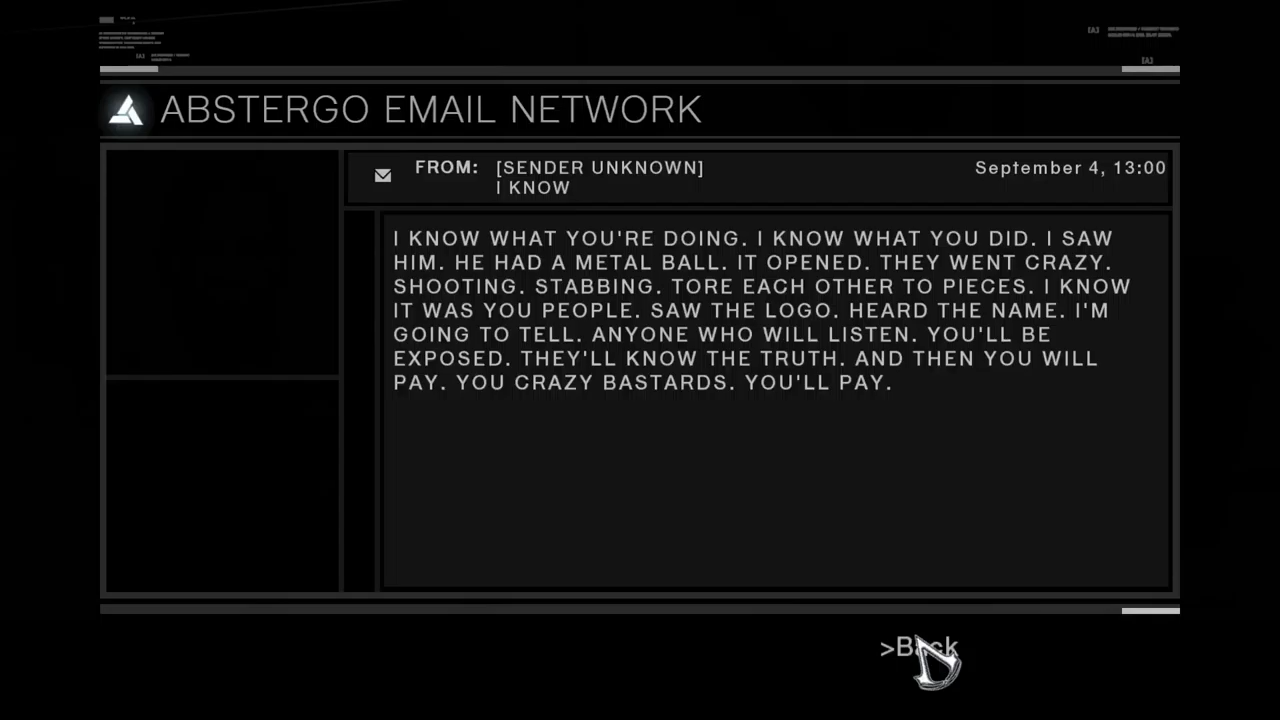 ABSTERGO EMAIL NETWORK
FROM: [SENDER UNKNOWN] September 4, 13:00
I KNOW
I KNOW WHAT YOU'RE DOING. I KNOW WHAT YOU DID. I SAW
HIM. HE HAD A METAL BALL. IT OPENED. THEY WENT CRAZY.
SHOOTING. STABBING. TORE EACH OTHER TO PIECES. I KNOW
IT WAS YOU PEOPLE. SAW THE LOGO. HEARD THE NAME. I'M
GOING TO TELL. ANYONE WHO WILL LISTEN. YOU'LL BE
EXPOSED. THEY'LL KNOW THE TRUTH. AND THEN YOU WILL
PAY. YOU CRAZY BASTARDS. YOU'LL PAY.
>Back